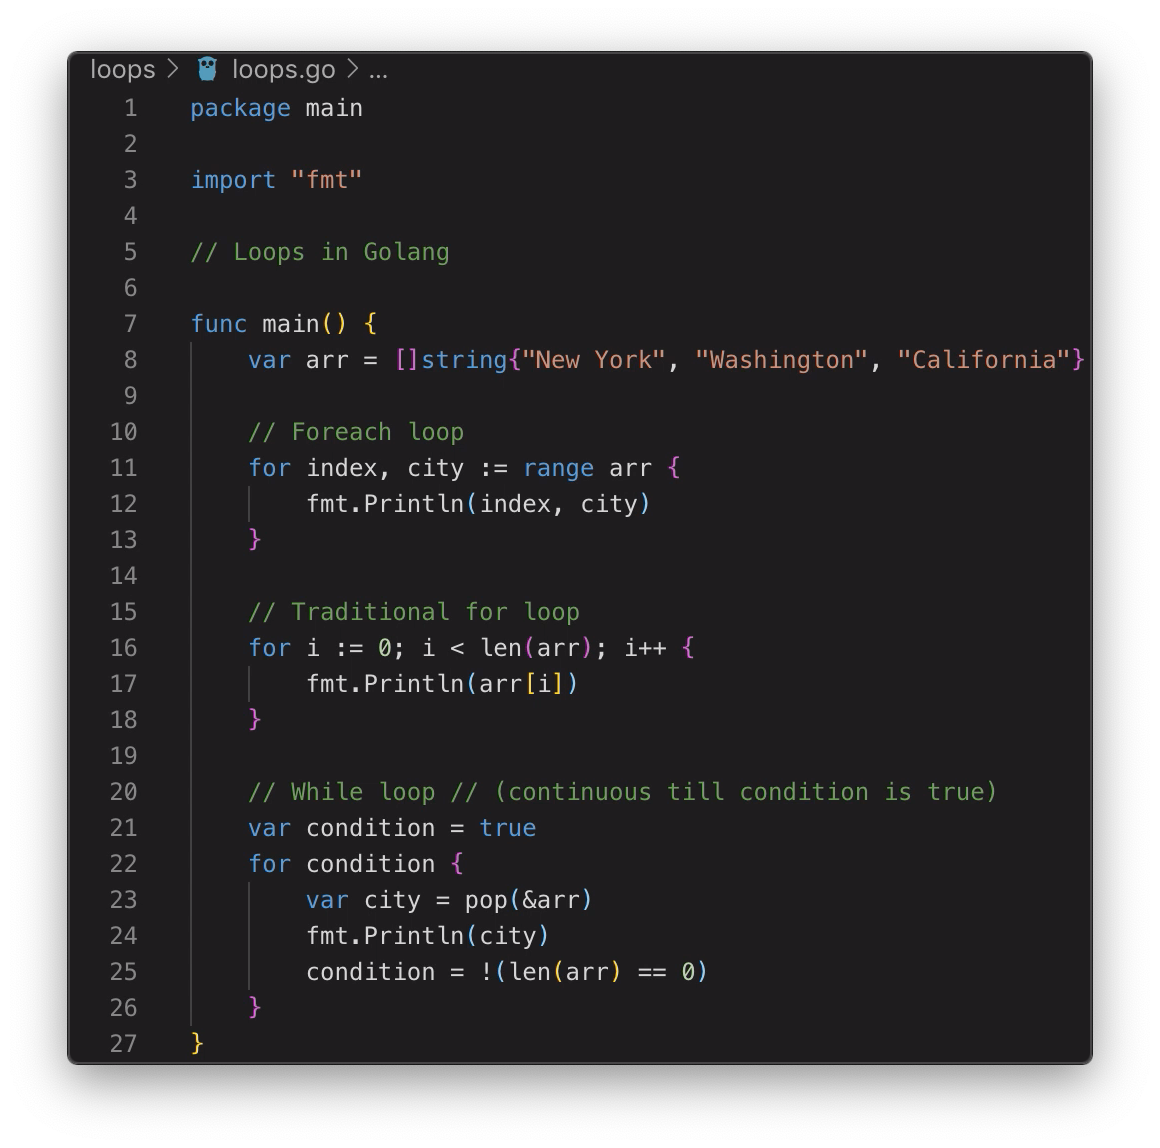 loops > loops.go > ...
1 package main
2
3 import "fmt"
4
5 // Loops in Golang
6
7 func main() {
8     var arr = []string{"New York", "Washington", "California"}
9
10     // Foreach loop
11     for index, city := range arr {
12         fmt.Println(index, city)
13     }
14
15     // Traditional for loop
16     for i := 0; i < len(arr); i++ {
17         fmt.Println(arr[i])
18     }
19
20     // While loop // (continuous till condition is true)
21     var condition = true
22     for condition {
23         var city = pop(&arr)
24         fmt.Println(city)
25         condition = !(len(arr) == 0)
26     }
27 }